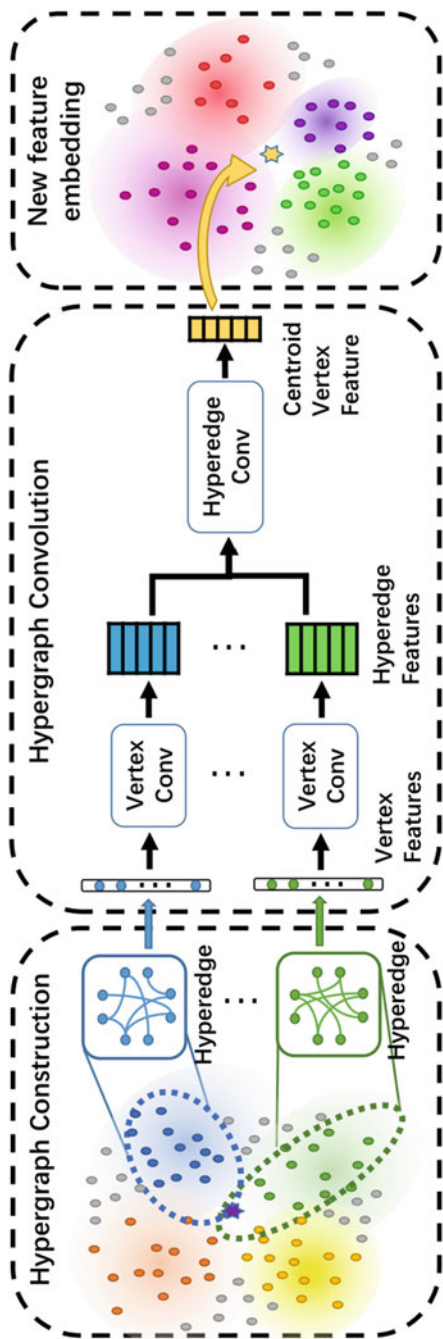 Hypergraph Construction
Hyperedge
...
Hyperedge
Hypergraph Convolution
Vertex
Conv
...
Vertex
Conv
Vertex
Features
...
Hyperedge
Features
Hyperedge
Conv
Centroid
Vertex
Feature
New feature
embedding